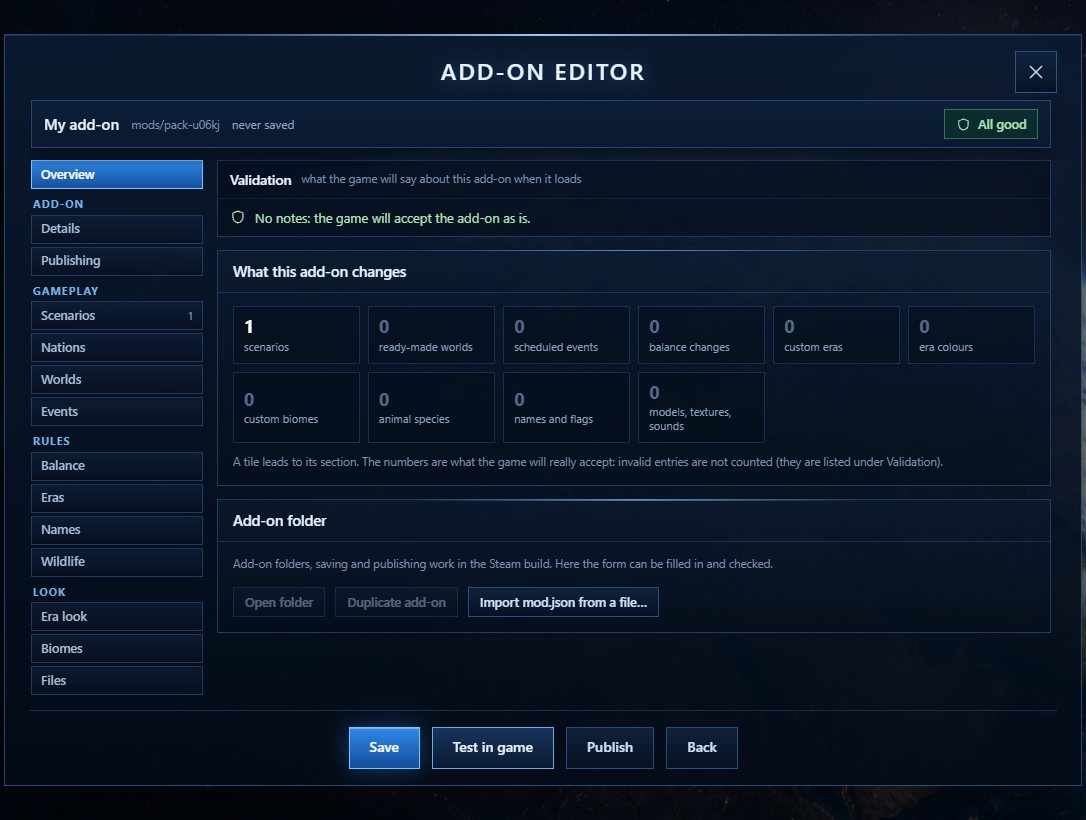 ADD-ON EDITOR
My add-on mods/pack-u06kj never saved
All good
Overview
ADD-ON
Details
Publishing
GAMEPLAY
Scenarios 1
Nations
Worlds
Events
RULES
Balance
Eras
Names
Wildlife
LOOK
Era look
Biomes
Files
Validation what the game will say about this add-on when it loads
No notes: the game will accept the add-on as is.
What this add-on changes
1
scenarios
0
ready-made worlds
0
scheduled events
0
balance changes
0
custom eras
0
era colours
0
custom biomes
0
animal species
0
names and flags
0
models, textures,
sounds
A tile leads to its section. The numbers are what the game will really accept: invalid entries are not counted (they are listed under Validation).
Add-on folder
Add-on folders, saving and publishing work in the Steam build. Here the form can be filled in and checked.
Open folder
Duplicate add-on
Import mod.json from a file...
Save
Test in game
Publish
Back